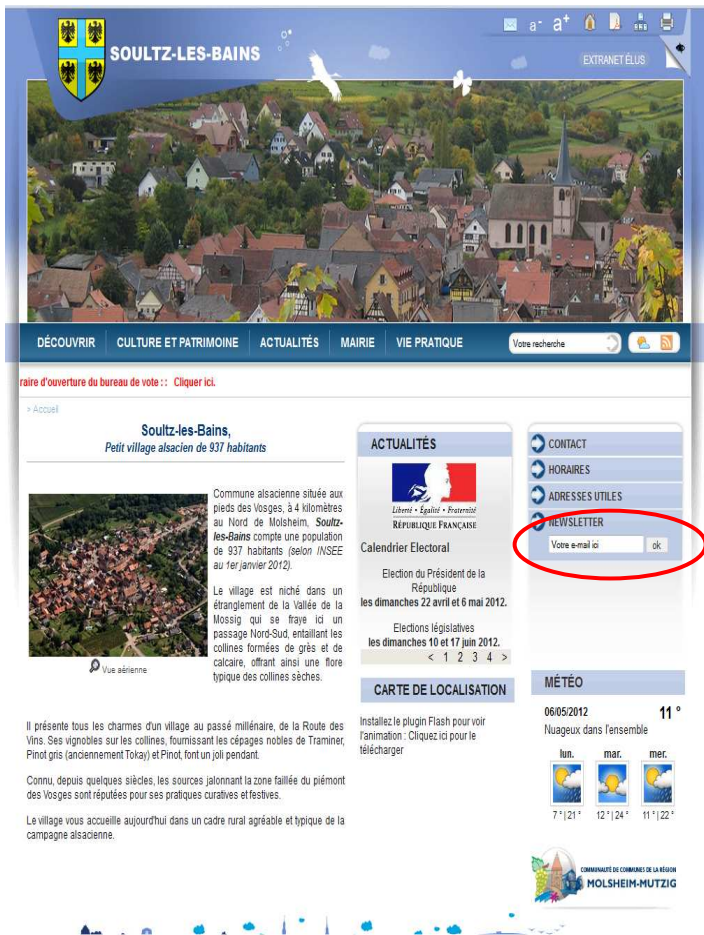 SOULTZ-LES-BAINS
a- a+
EXTRANET ÉLUS
DÉCOUVRIR CULTURE ET PATRIMOINE ACTUALITÉS MAIRIE VIE PRATIQUE Votre recherche
raire d'ouverture du bureau de vote : : Cliquer ici.
» Accueil
Soultz-les-Bains,
Petit village alsacien de 937 habitants
Commune alsacienne située aux
pieds des Vosges, à 4 kilomètres
au Nord de Molsheim, Soultz-
les-Bains compte une population
de 937 habitants (selon INSEE
au 1er janvier 2012).
Le village est niché dans un
étranglement de la Vallée de la
Mossig qui se fraye ici un
passage Nord-Sud, entaillant les
collines formées de grès et de
calcaire, offrant ainsi une flore
typique des collines sèches.
Vue aérienne
Il présente tous les charmes d'un village au passé millénaire, de la Route des
Vins. Ses vignobles sur les collines, fournissant les cépages nobles de Traminer,
Pinot gris (anciennement Tokay) et Pinot, font un joli pendant.
Connu, depuis quelques siècles, les sources jalonnant la zone faillée du piémont
des Vosges sont réputées pour ses pratiques curatives et festives.
Le village vous accueille aujourd'hui dans un cadre rural agréable et typique de la
campagne alsacienne.
ACTUALITÉS
Liberté • Égalité • Fraternité
RÉPUBLIQUE FRANÇAISE
Calendrier Electoral
Election du Président de la
République
les dimanches 22 avril et 6 mai 2012.
Elections législatives
les dimanches 10 et 17 juin 2012.
< 1 2 3 4 >
CARTE DE LOCALISATION
Installez le plugin Flash pour voir
l'animation : Cliquez ici pour le
télécharger
CONTACT
HORAIRES
ADRESSES UTILES
NEWSLETTER
Votre e-mail ici ok
MÉTÉO
06/05/2012 11 °
Nuageux dans l'ensemble
lun. mar. mer.
7 ° | 21 ° 12 ° | 24 ° 11 ° | 22 °
COMMUNAUTÉ DE COMMUNES DE LA RÉGION
MOLSHEIM-MUTZIG